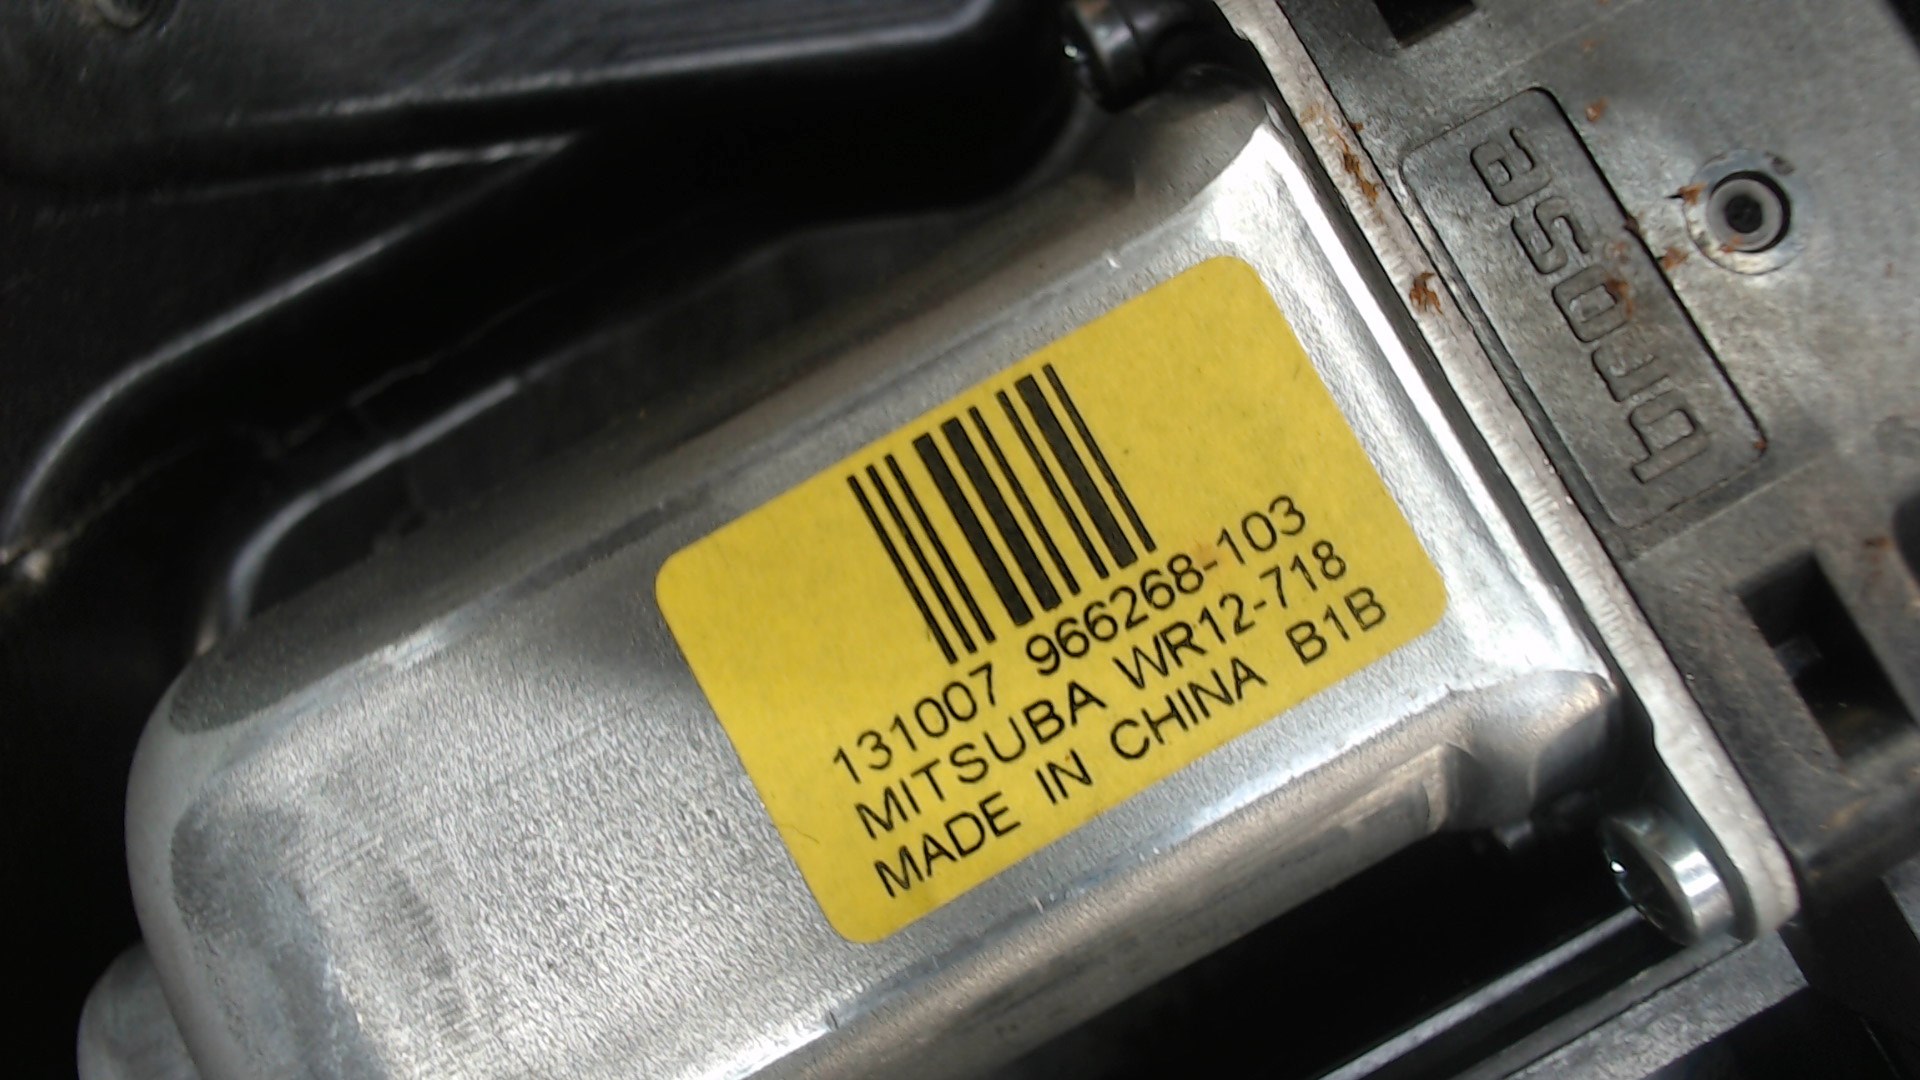 131007 966268-103
MITSUBA WR12-718
MADE IN CHINA B1B
brose